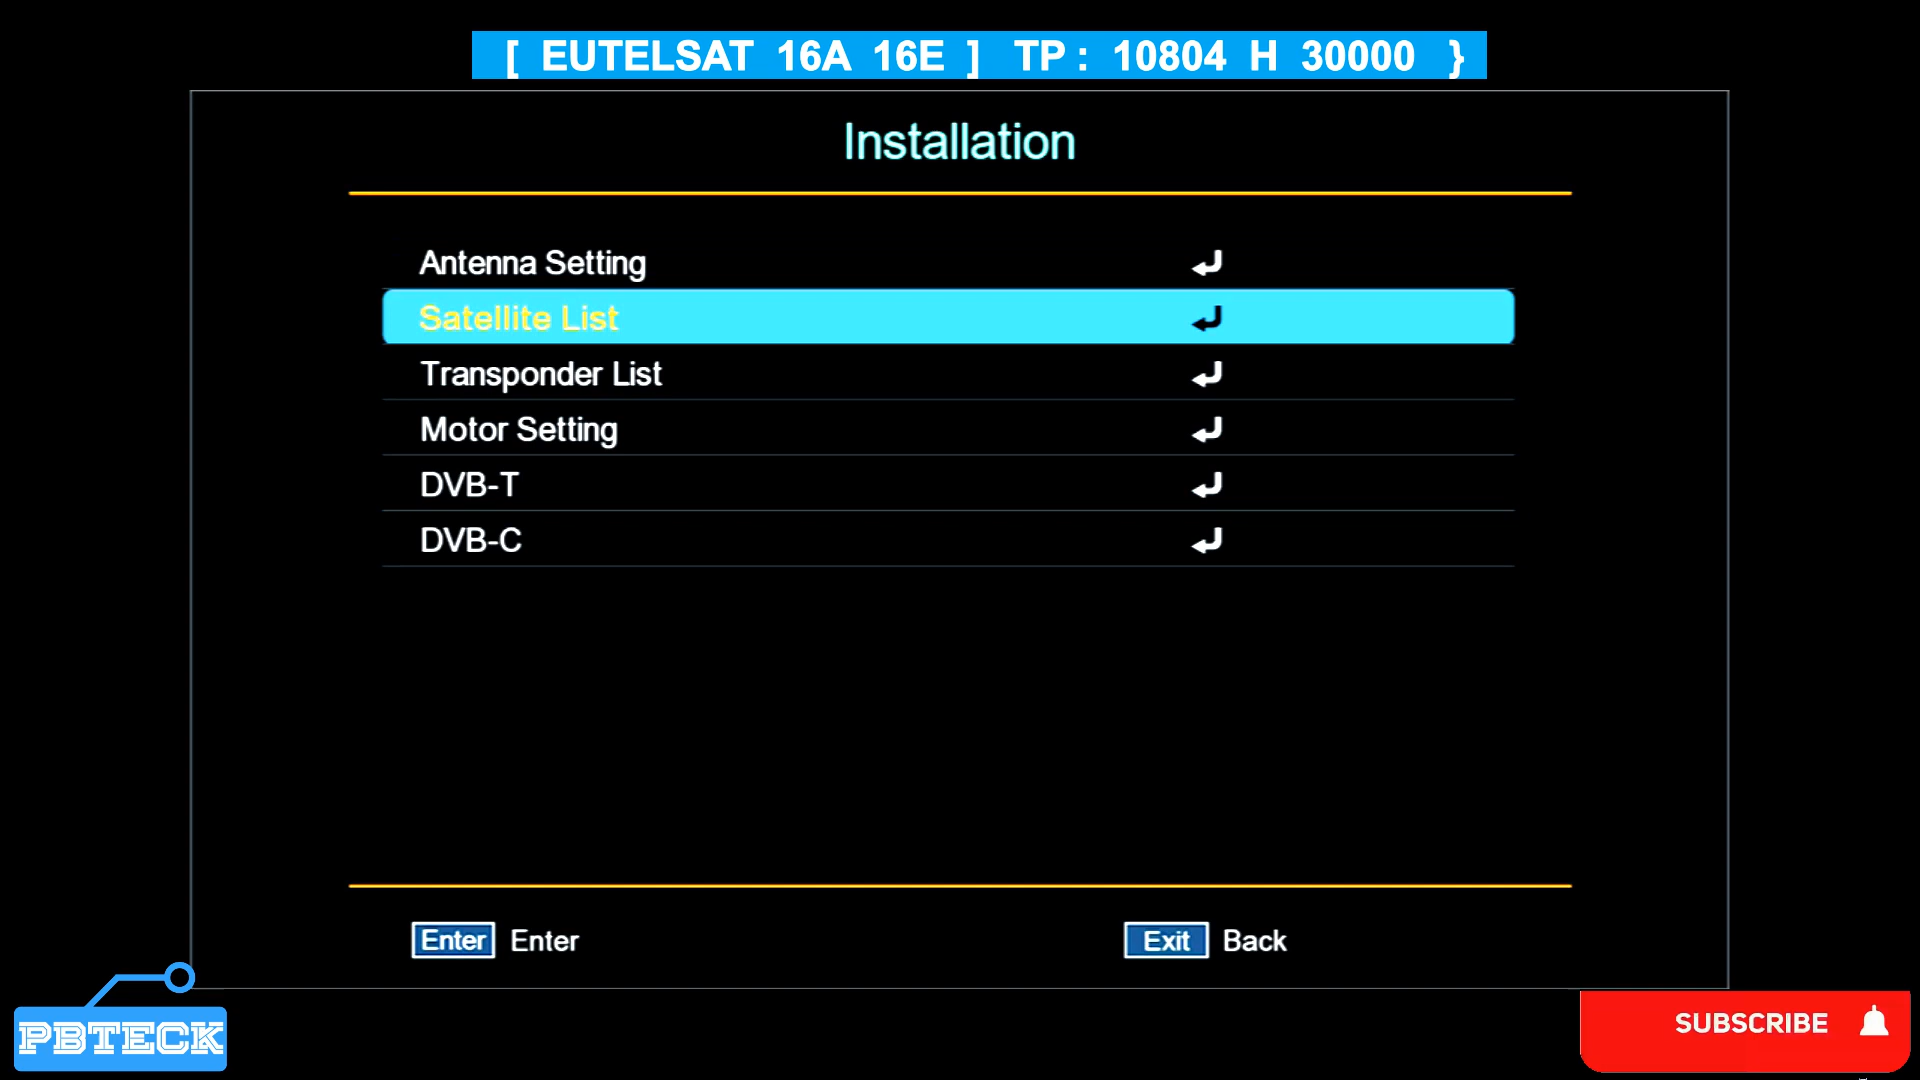 [ EUTELSAT 16A 16E ] TP : 10804 H 30000 }
Installation
Antenna Setting
Satellite List
Transponder List
Motor Setting
DVB-T
DVB-C
Enter Enter
Exit Back
PBTECK
SUBSCRIBE